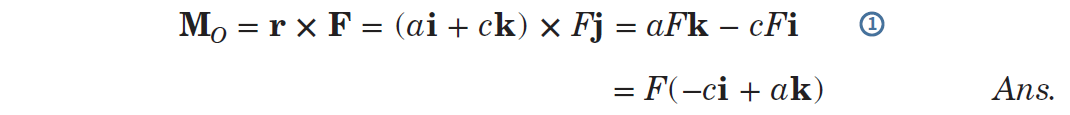 M_O = r × F = (ai + ck) × Fj = aFk − cFi ①
= F(−ci + ak) Ans.